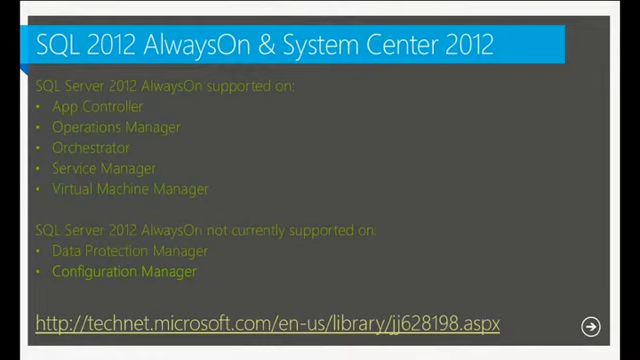 SQL 2012 AlwaysOn & System Center 2012
SQL Server 2012 AlwaysOn supported on:
• App Controller
• Operations Manager
• Orchestrator
• Service Manager
• Virtual Machine Manager
SQL Server 2012 AlwaysOn not currently supported on:
• Data Protection Manager
• Configuration Manager
http://technet.microsoft.com/en-us/library/jj628198.aspx